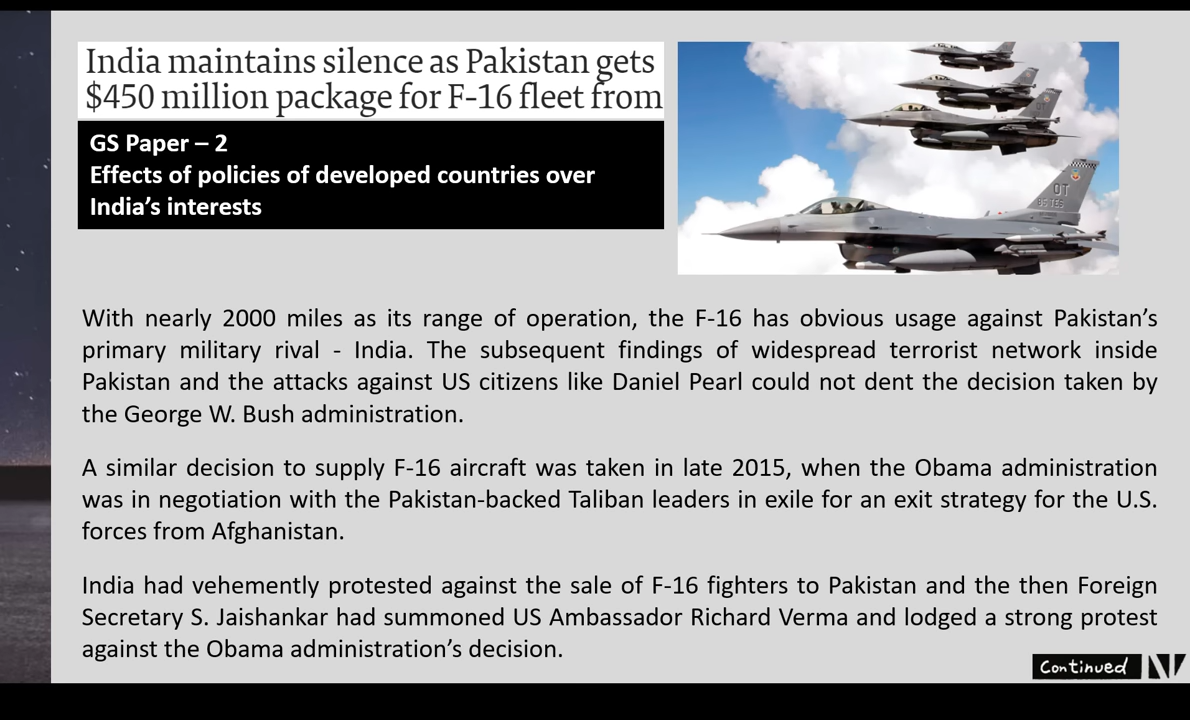 India maintains silence as Pakistan gets
$450 million package for F-16 fleet from
GS Paper – 2
Effects of policies of developed countries over
India’s interests
OT
85 TES
OT
With nearly 2000 miles as its range of operation, the F-16 has obvious usage against Pakistan’s
primary military rival - India. The subsequent findings of widespread terrorist network inside
Pakistan and the attacks against US citizens like Daniel Pearl could not dent the decision taken by
the George W. Bush administration.
A similar decision to supply F-16 aircraft was taken in late 2015, when the Obama administration
was in negotiation with the Pakistan-backed Taliban leaders in exile for an exit strategy for the U.S.
forces from Afghanistan.
India had vehemently protested against the sale of F-16 fighters to Pakistan and the then Foreign
Secretary S. Jaishankar had summoned US Ambassador Richard Verma and lodged a strong protest
against the Obama administration’s decision.
Continued